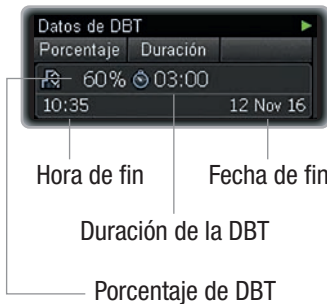 Datos de DBT
Porcentaje Duración
60% 03:00
10:35 12 Nov 16
Hora de fin Fecha de fin
Duración de la DBT
Porcentaje de DBT